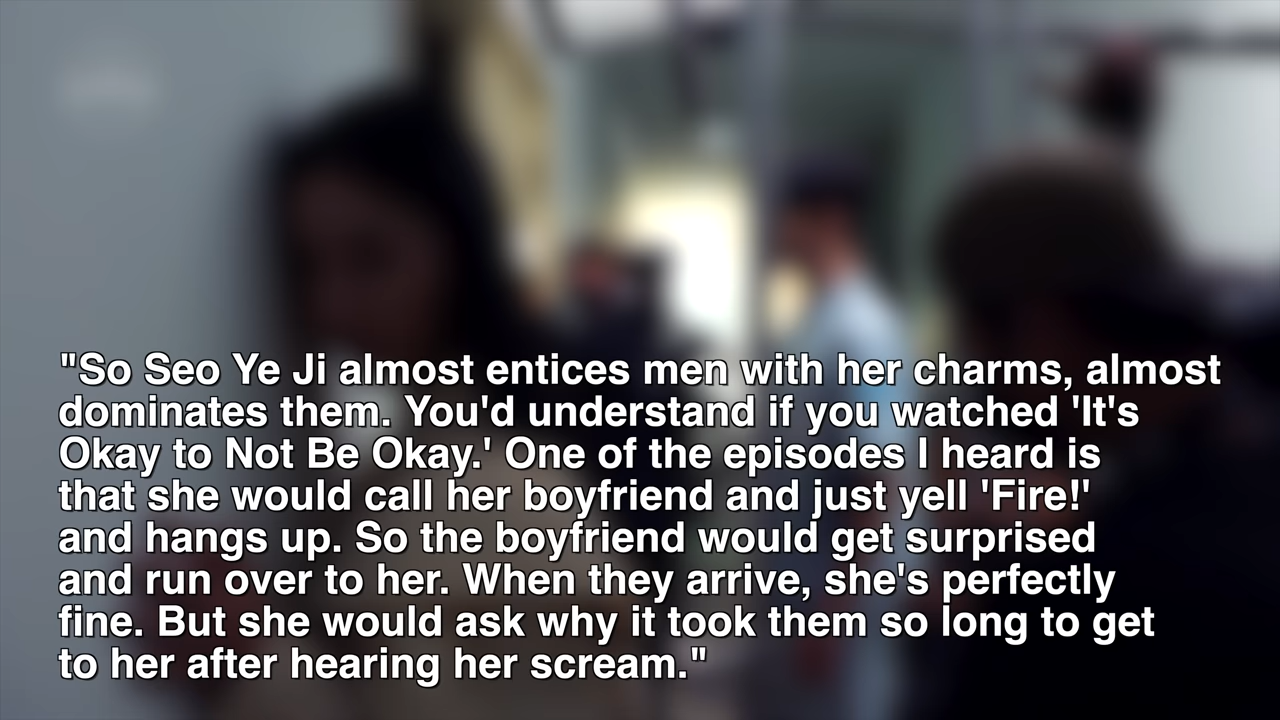 "So Seo Ye Ji almost entices men with her charms, almost
dominates them. You'd understand if you watched 'It's
Okay to Not Be Okay.' One of the episodes I heard is
that she would call her boyfriend and just yell 'Fire!'
and hangs up. So the boyfriend would get surprised
and run over to her. When they arrive, she's perfectly
fine. But she would ask why it took them so long to get
to her after hearing her scream."